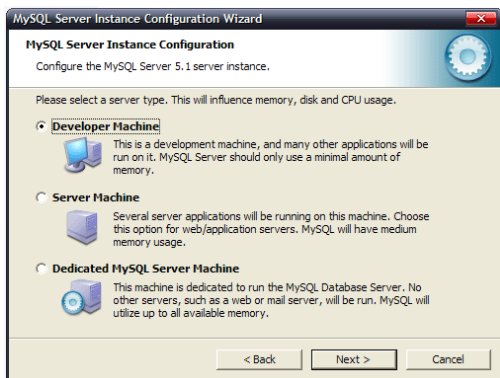 MySQL Server Instance Configuration Wizard
MySQL Server Instance Configuration
Configure the MySQL Server 5.1 server instance.
Please select a server type. This will influence memory, disk and CPU usage.
Developer Machine
This is a development machine, and many other applications will be
run on it. MySQL Server should only use a minimal amount of
memory.
Server Machine
Several server applications will be running on this machine. Choose
this option for web/application servers. MySQL will have medium
memory usage.
Dedicated MySQL Server Machine
This machine is dedicated to run the MySQL Database Server. No
other servers, such as a web or mail server, will be run. MySQL will
utilize up to all available memory.
< Back Next > Cancel